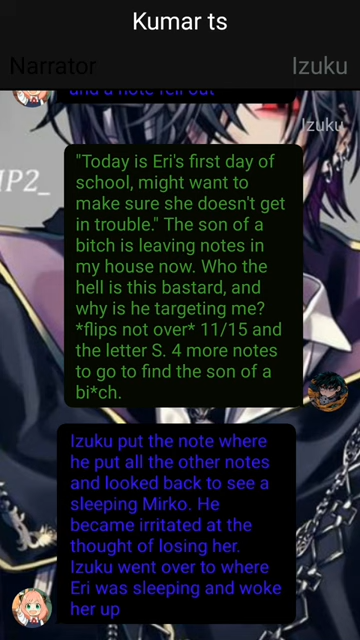 Kumar ts
Narrator
Izuku
and a note fell out
Izuku
IP2_
"Today is Eri's first day of
school, might want to
make sure she doesn't get
in trouble." The son of a
bitch is leaving notes in
my house now. Who the
hell is this bastard, and
why is he targeting me?
*flips not over* 11/15 and
the letter S. 4 more notes
to go to find the son of a
bi*ch.
Izuku put the note where
he put all the other notes
and looked back to see a
sleeping Mirko. He
became irritated at the
thought of losing her.
Izuku went over to where
Eri was sleeping and woke
her up